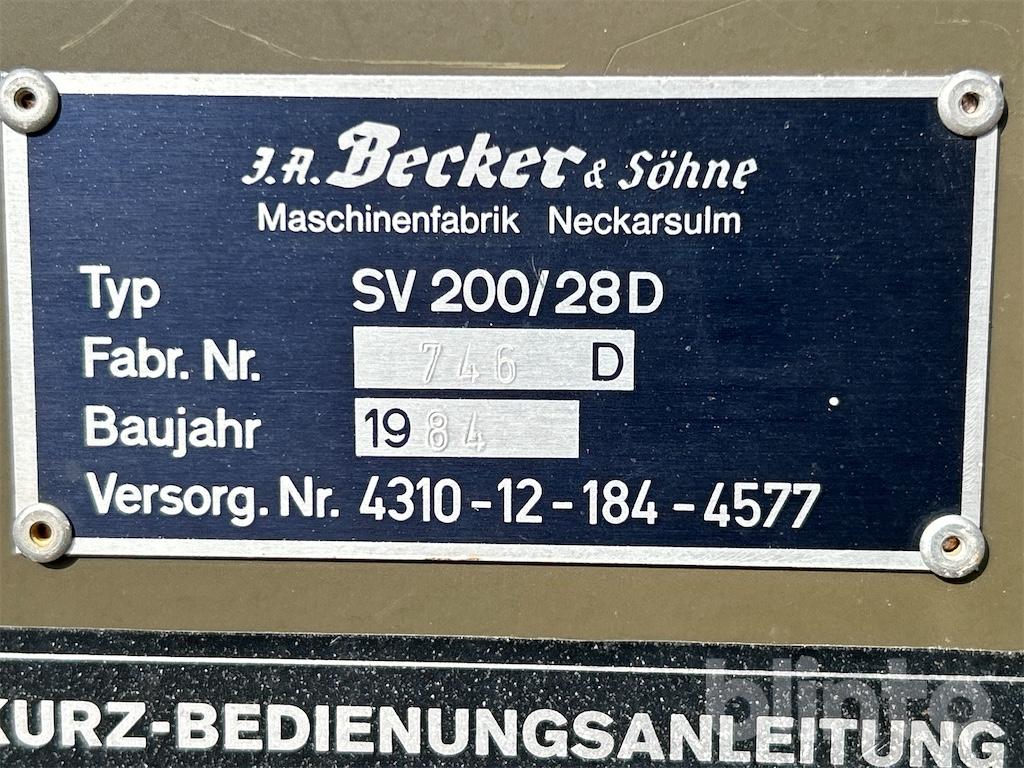 J.A. Becker & Söhne
Maschinenfabrik Neckarsulm
Typ SV 200/28D
Fabr. Nr. 746 D
Baujahr 1984
Versorg. Nr. 4310-12-184-4577
KURZ-BEDIENUNGSANLEITUNG
blinto